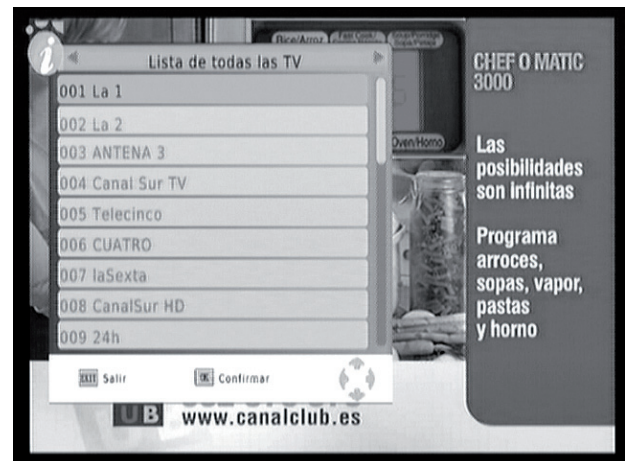 Rice/Arroz
Lista de todas las TV
001 La 1
002 La 2
003 ANTENA 3
004 Canal Sur TV
005 Telecinco
006 CUATRO
007 laSexta
008 CanalSur HD
009 24h
EXIT Salir
OK Confirmar
Oven/Horno
CHEF O MATIC
3000
Las
posibilidades
son infinitas
Programa
arroces,
sopas, vapor,
pastas
y horno
UB
www.canalclub.es